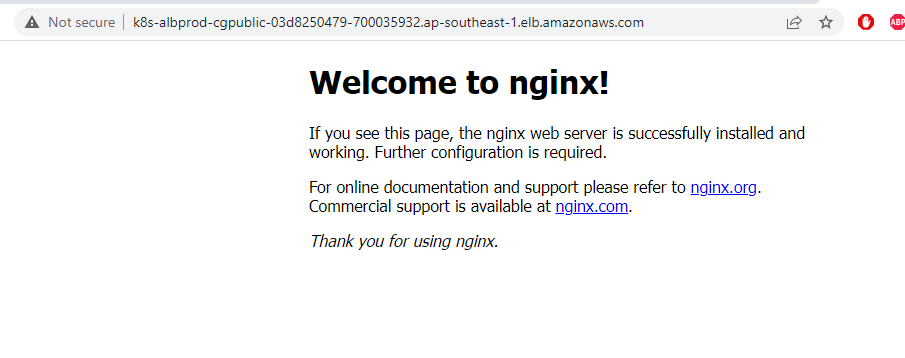 Not secure k8s-albprod-cgpublic-03d8250479-700035932.ap-southeast-1.elb.amazonaws.com ABP
Welcome to nginx!
If you see this page, the nginx web server is successfully installed and
working. Further configuration is required.
For online documentation and support please refer to nginx.org.
Commercial support is available at nginx.com.
Thank you for using nginx.